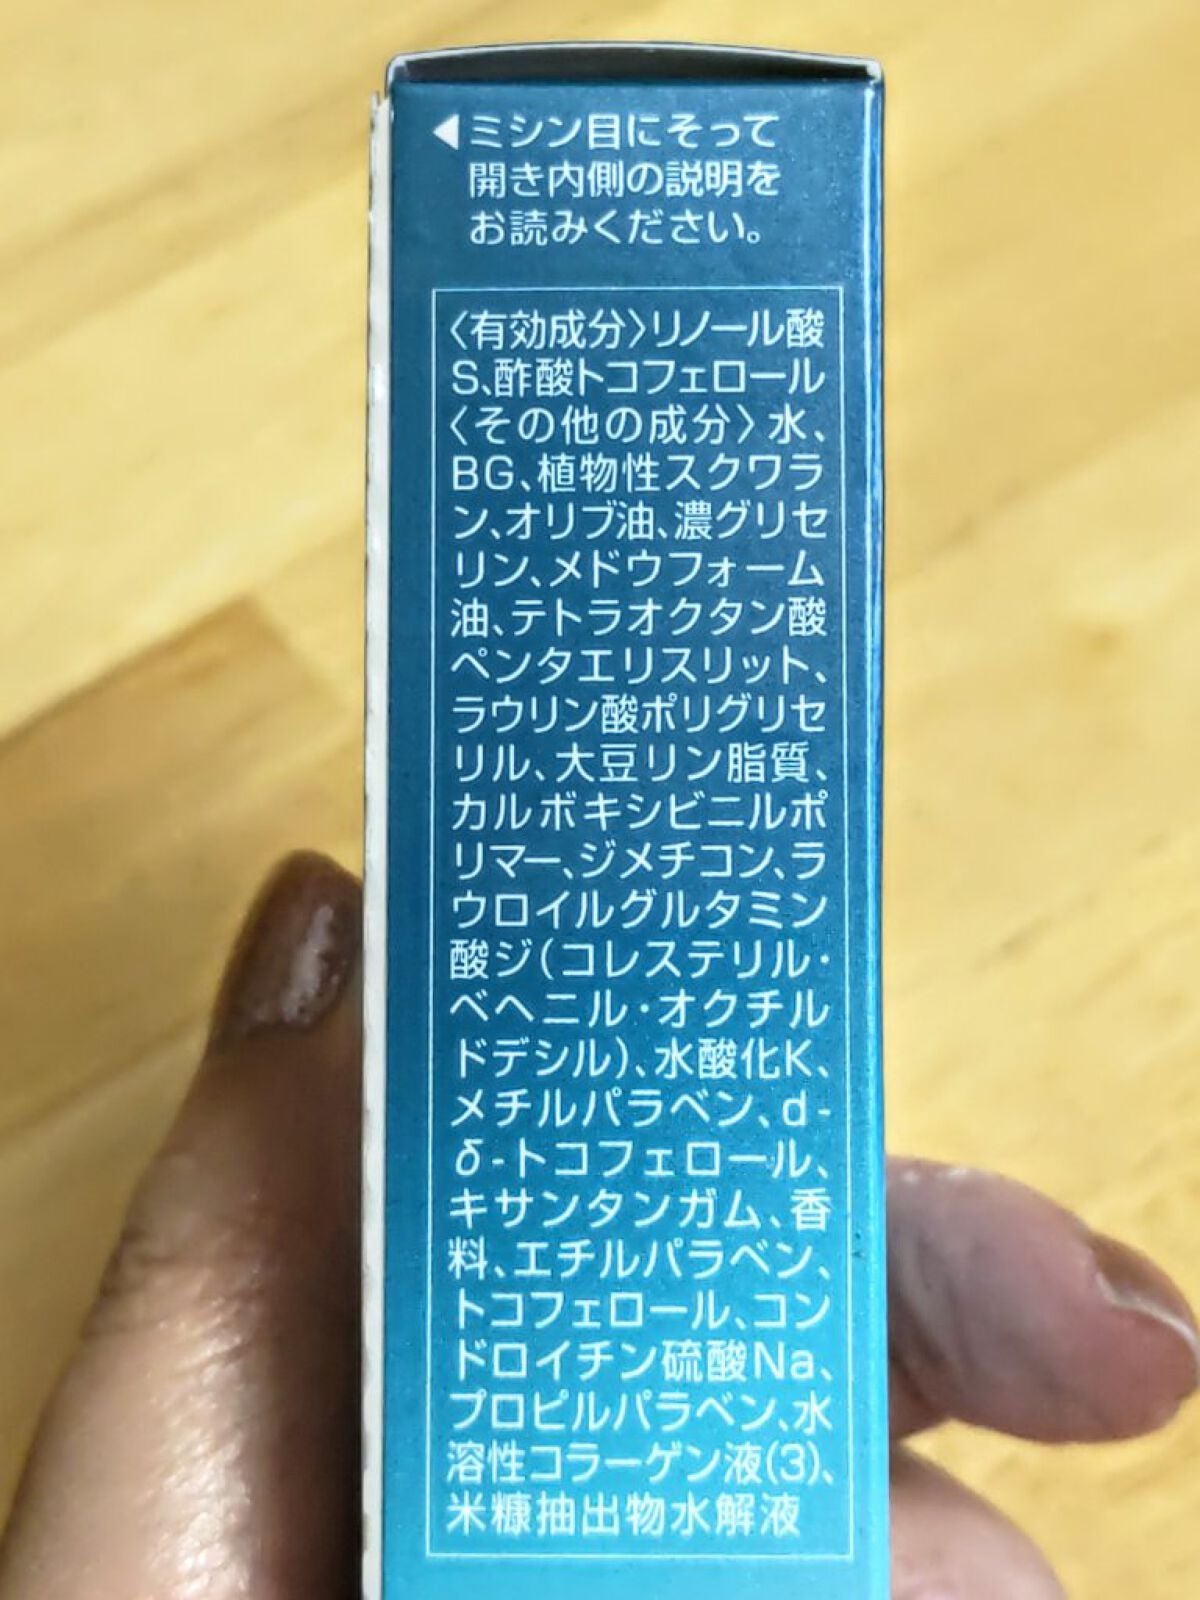 ◀ミシン目にそって
開き内側の説明を
お読みください。
〈有効成分〉リノール酸
S、酢酸トコフェロール
〈その他の成分〉水、
BG、植物性スクワラ
ン、オリブ油、濃グリセ
リン、メドウフォーム
油、テトラオクタン酸
ペンタエリスリット、
ラウリン酸ポリグリセ
リル、大豆リン脂質、
カルボキシビニルポ
リマー、ジメチコン、ラ
ウロイルグルタミン
酸ジ(コレステリル・
ベヘニル・オクチル
ドデシル)、水酸化K、
メチルパラベン、d-
δ-トコフェロール、
キサンタンガム、香
料、エチルパラベン、
トコフェロール、コン
ドロイチン硫酸Na、
プロピルパラベン、水
溶性コラーゲン液(3)、
米糠抽出物水解液